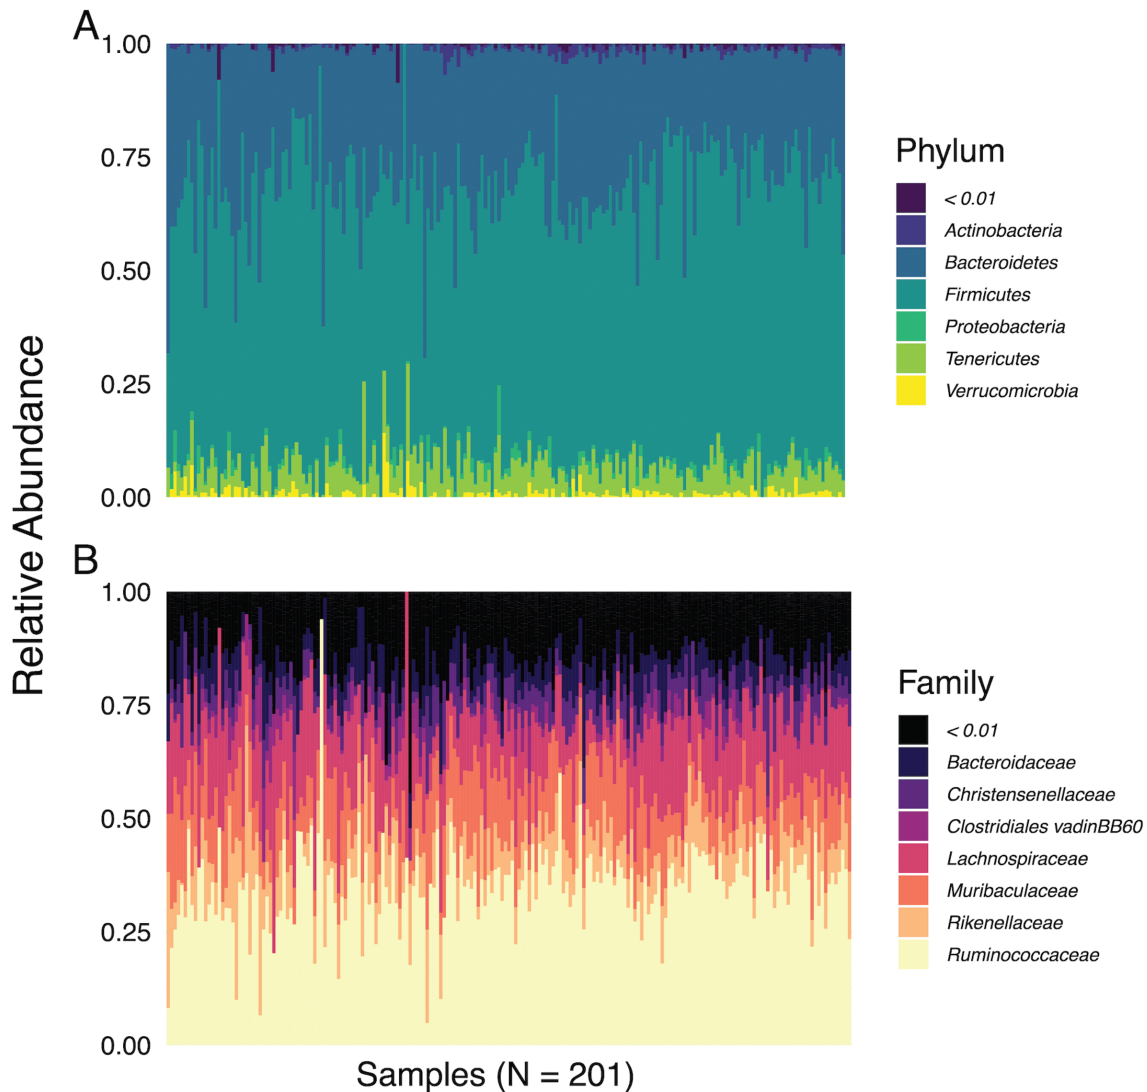 A
1.00
0.75
0.50
0.25
0.00
Phylum
< 0.01
Actinobacteria
Bacteroidetes
Firmicutes
Proteobacteria
Tenericutes
Verrucomicrobia
Relative Abundance
B
1.00
0.75
0.50
0.25
0.00
Family
< 0.01
Bacteroidaceae
Christensenellaceae
Clostridiales vadinBB60
Lachnospiraceae
Muribaculaceae
Rikenellaceae
Ruminococcaceae
Samples (N = 201)